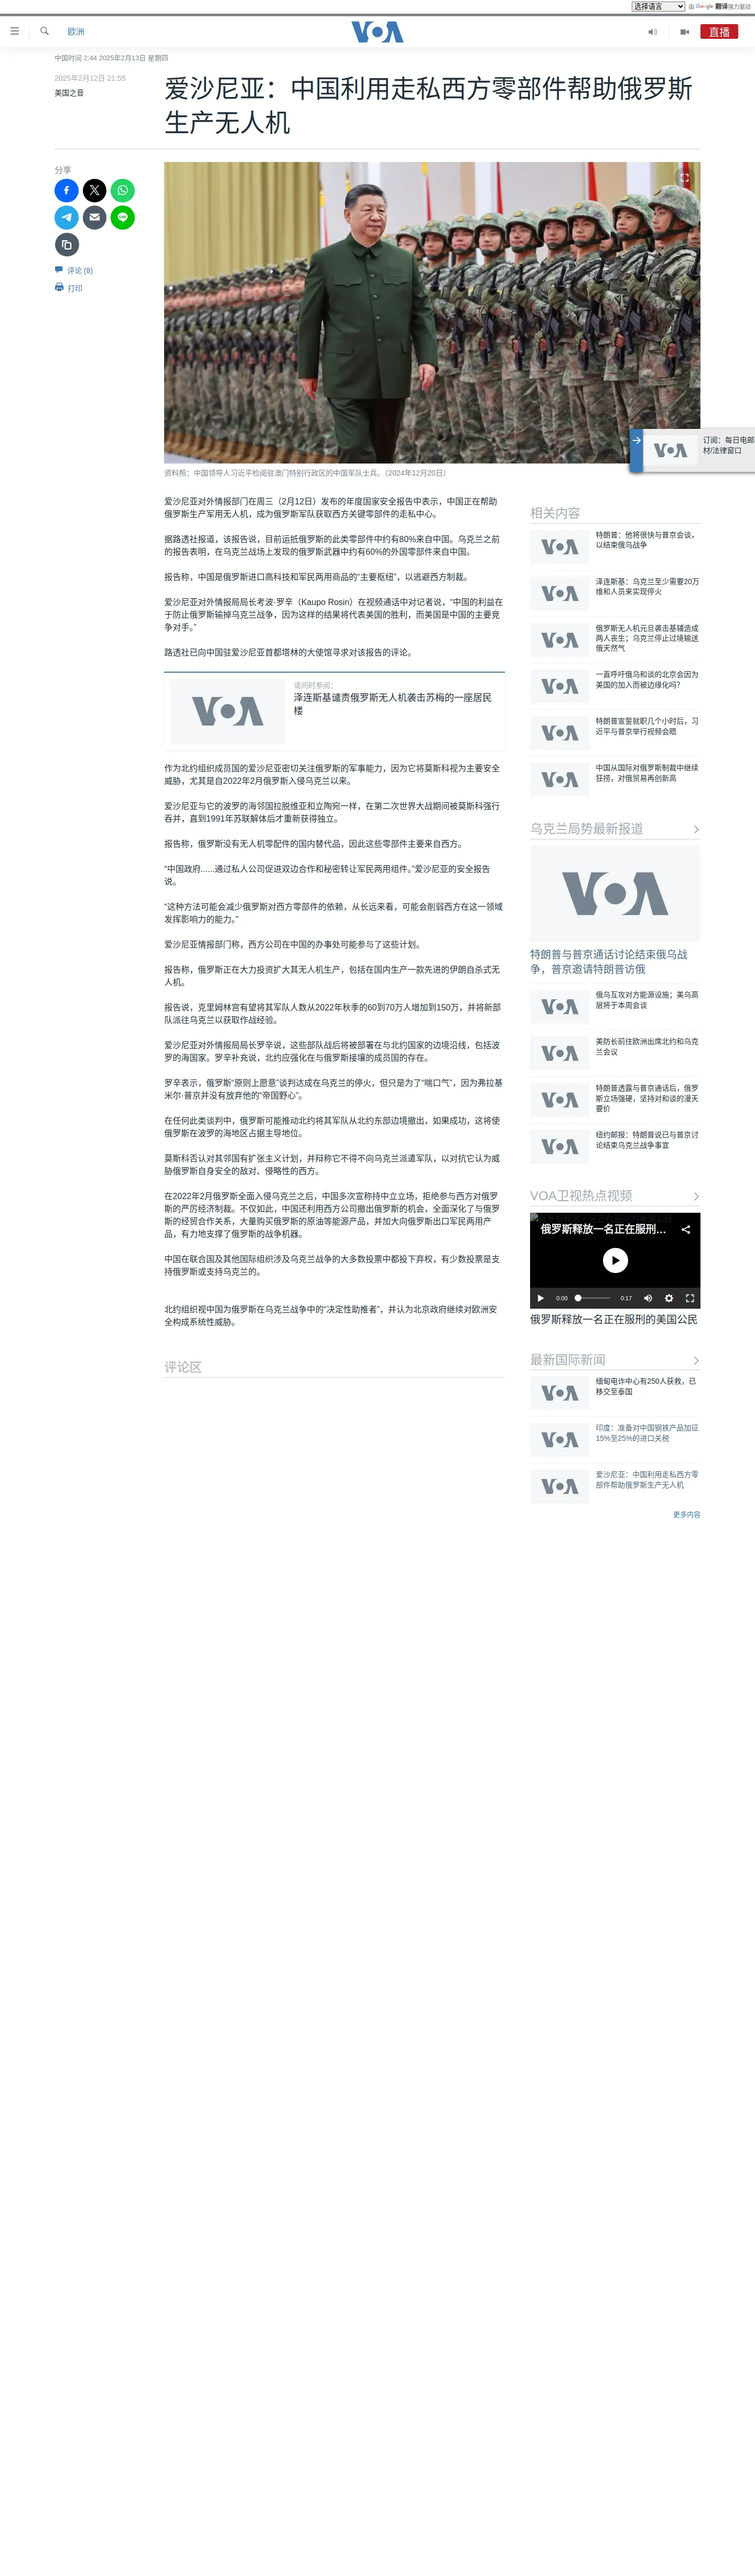 选择语言
由 Google 翻译强力驱动
欧洲
VOA
直播
中国时间 2:44 2025年2月13日 星期四
2025年2月12日 21:55
美国之音
爱沙尼亚：中国利用走私西方零部件帮助俄罗斯
生产无人机
分享
评论 (8)
打印
资料照：中国领导人习近平检阅驻澳门特别行政区的中国军队士兵。（2024年12月20日）
VOA
订阅：每日电邮
材/法律窗口
爱沙尼亚对外情报部门在周三（2月12日）发布的年度国家安全报告中表示，中国正在帮助
俄罗斯生产军用无人机，成为俄罗斯军队获取西方关键零部件的走私中心。
据路透社报道，该报告说，目前运抵俄罗斯的此类零部件中约有80%来自中国。乌克兰之前
的报告表明，在乌克兰战场上发现的俄罗斯武器中约有60%的外国零部件来自中国。
报告称，中国是俄罗斯进口高科技和军民两用商品的“主要枢纽”，以逃避西方制裁。
爱沙尼亚对外情报局局长考波·罗辛（Kaupo Rosin）在视频通话中对记者说，“中国的利益在
于防止俄罗斯输掉乌克兰战争，因为这样的结果将代表美国的胜利，而美国是中国的主要竞
争对手。”
路透社已向中国驻爱沙尼亚首都塔林的大使馆寻求对该报告的评论。
VOA
请同时参阅：
泽连斯基谴责俄罗斯无人机袭击苏梅的一座居民
楼
作为北约组织成员国的爱沙尼亚密切关注俄罗斯的军事能力，因为它将莫斯科视为主要安全
威胁，尤其是自2022年2月俄罗斯入侵乌克兰以来。
爱沙尼亚与它的波罗的海邻国拉脱维亚和立陶宛一样，在第二次世界大战期间被莫斯科强行
吞并，直到1991年苏联解体后才重新获得独立。
报告称，俄罗斯没有无人机零配件的国内替代品，因此这些零部件主要来自西方。
“中国政府......通过私人公司促进双边合作和秘密转让军民两用组件。”爱沙尼亚的安全报告
说。
“这种方法可能会减少俄罗斯对西方零部件的依赖，从长远来看，可能会削弱西方在这一领域
发挥影响力的能力。”
爱沙尼亚情报部门称，西方公司在中国的办事处可能参与了这些计划。
报告称，俄罗斯正在大力投资扩大其无人机生产，包括在国内生产一款先进的伊朗自杀式无
人机。
报告说，克里姆林宫有望将其军队人数从2022年秋季的60到70万人增加到150万，并将新部
队派往乌克兰以获取作战经验。
爱沙尼亚对外情报局局长罗辛说，这些部队战后将被部署在与北约国家的边境沿线，包括波
罗的海国家。罗辛补充说，北约应强化在与俄罗斯接壤的成员国的存在。
罗辛表示，俄罗斯“原则上愿意”谈判达成在乌克兰的停火，但只是为了“喘口气”，因为弗拉基
米尔·普京并没有放弃他的“帝国野心”。
在任何此类谈判中，俄罗斯可能推动北约将其军队从北约东部边境撤出，如果成功，这将使
俄罗斯在波罗的海地区占据主导地位。
莫斯科否认对其邻国有扩张主义计划，并辩称它不得不向乌克兰派遣军队，以对抗它认为威
胁俄罗斯自身安全的敌对、侵略性的西方。
在2022年2月俄罗斯全面入侵乌克兰之后，中国多次宣称持中立立场，拒绝参与西方对俄罗
斯的严厉经济制裁。不仅如此，中国还利用西方公司撤出俄罗斯的机会，全面深化了与俄罗
斯的经贸合作关系，大量购买俄罗斯的原油等能源产品，并加大向俄罗斯出口军民两用产
品，有力地支撑了俄罗斯的战争机器。
中国在联合国及其他国际组织涉及乌克兰战争的大多数投票中都投下弃权，有少数投票是支
持俄罗斯或支持乌克兰的。
北约组织视中国为俄罗斯在乌克兰战争中的“决定性助推者”，并认为北京政府继续对欧洲安
全构成系统性威胁。
评论区
相关内容
VOA
特朗普：他将很快与普京会谈，
以结束俄乌战争
VOA
泽连斯基：乌克兰至少需要20万
维和人员来实现停火
VOA
俄罗斯无人机元旦袭击基辅造成
两人丧生；乌克兰停止过境输送
俄天然气
VOA
一直呼吁俄乌和谈的北京会因为
美国的加入而被边缘化吗？
VOA
特朗普宣誓就职几个小时后，习
近平与普京举行视频会晤
VOA
中国从国际对俄罗斯制裁中继续
狂捞，对俄贸易再创新高
乌克兰局势最新报道
VOA
特朗普与普京通话讨论结束俄乌战
争，普京邀请特朗普访俄
VOA
俄乌互攻对方能源设施；美乌高
层将于本周会谈
VOA
美防长前往欧洲出席北约和乌克
兰会议
VOA
特朗普透露与普京通话后，俄罗
斯立场强硬，坚持对和谈的漫天
要价
VOA
纽约邮报：特朗普说已与普京讨
论结束乌克兰战争事宜
VOA卫视热点视频
俄罗斯释放一名正在服刑...
0:00
0:17
俄罗斯释放一名正在服刑的美国公民
最新国际新闻
VOA
缅甸电诈中心有250人获救，已
移交至泰国
VOA
印度：准备对中国钢铁产品加征
15%至25%的进口关税
VOA
爱沙尼亚：中国利用走私西方零
部件帮助俄罗斯生产无人机
更多内容